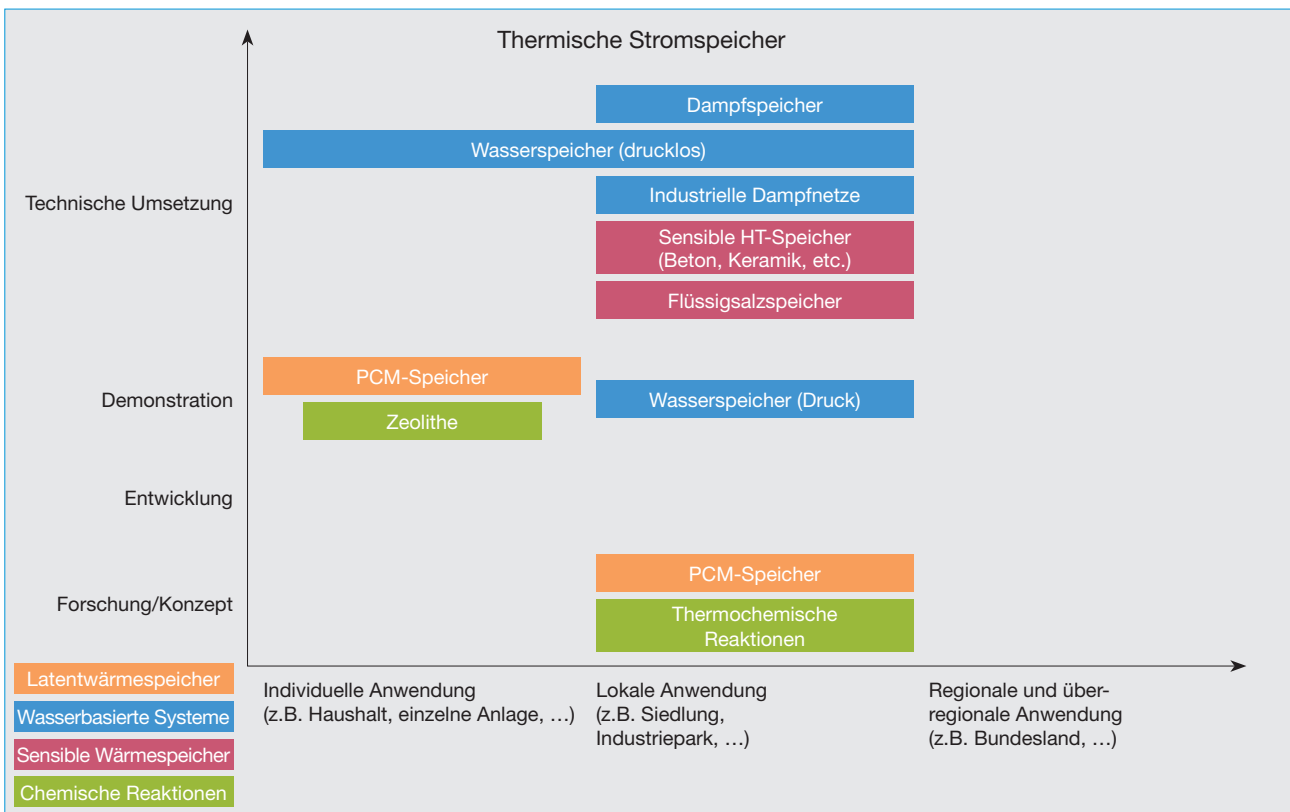 Thermische Stromspeicher
Dampfspeicher
Wasserspeicher (drucklos)
Technische Umsetzung
Industrielle Dampfnetze
Sensible HT-Speicher
(Beton, Keramik, etc.)
Flüssigsalzspeicher
PCM-Speicher
Demonstration
Wasserspeicher (Druck)
Zeolithe
Entwicklung
PCM-Speicher
Forschung/Konzept
Thermochemische
Reaktionen
Latentwärmespeicher
Wasserbasierte Systeme
Sensible Wärmespeicher
Chemische Reaktionen
Individuelle Anwendung
(z.B. Haushalt, einzelne Anlage, …)
Lokale Anwendung
(z.B. Siedlung,
Industriepark, …)
Regionale und über-
regionale Anwendung
(z.B. Bundesland, …)